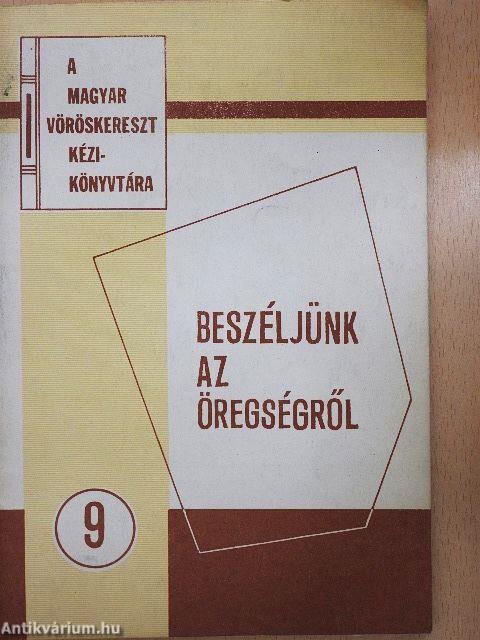 A
MAGYAR
VÖRÖSKERESZT
KÉZI-
KÖNYVTÁRA
BESZÉLJÜNK
AZ
ÖREGSÉGRŐL
9
Antikvárium.hu